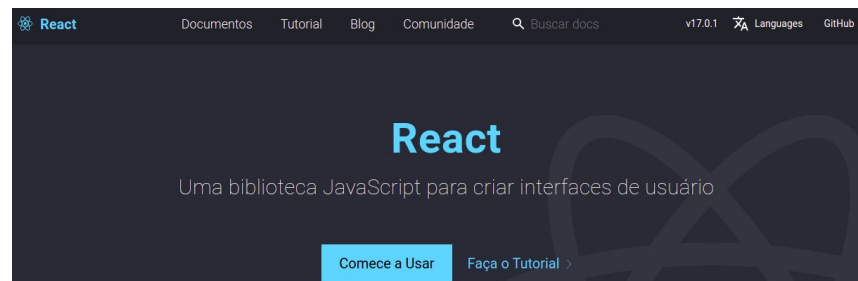 React Documentos Tutorial Blog Comunidade Buscar docs v17.0.1 Languages GitHub
React
Uma biblioteca JavaScript para criar interfaces de usuário
Comece a Usar Faça o Tutorial >